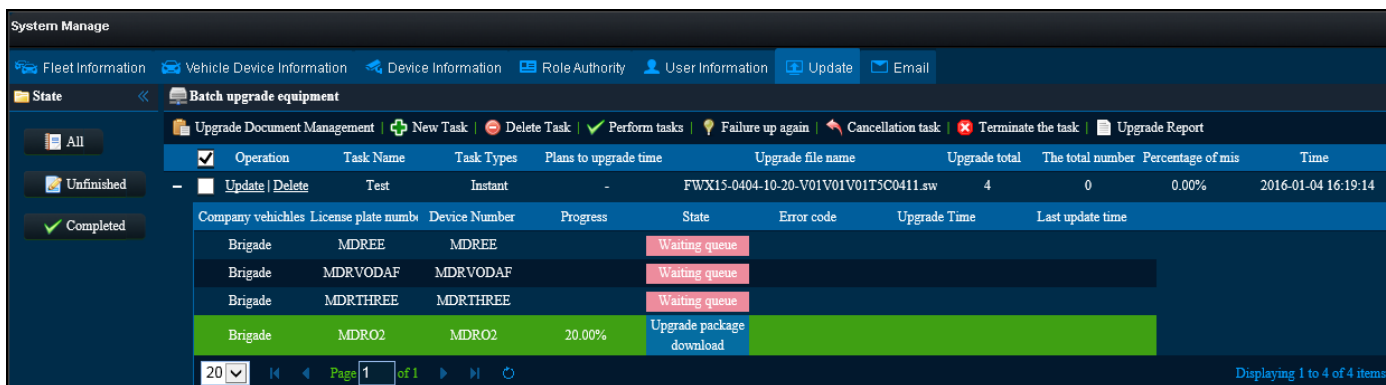 System Manage
Fleet Information Vehicle Device Information Device Information Role Authority User Information Update Email
State « Batch upgrade equipment
Upgrade Document Management | New Task | Delete Task | Perform tasks | Failure up again | Cancellation task | Terminate the task | Upgrade Report
All
Operation Task Name Task Types Plans to upgrade time Upgrade file name Upgrade total The total number Percentage of mis Time
Unfinished
Update | Delete Test Instant - FWX15-0404-10-20-V01V01V01T5C0411.sw 4 0 0.00% 2016-01-04 16:19:14
Completed
Company vehichles License plate numbe Device Number Progress State Error code Upgrade Time Last update time
Brigade MDREE MDREE Waiting queue
Brigade MDRVODAF MDRVODAF Waiting queue
Brigade MDRTHREE MDRTHREE Waiting queue
Brigade MDRO2 MDRO2 20.00% Upgrade package
download
20 Page 1 of 1 Displaying 1 to 4 of 4 items